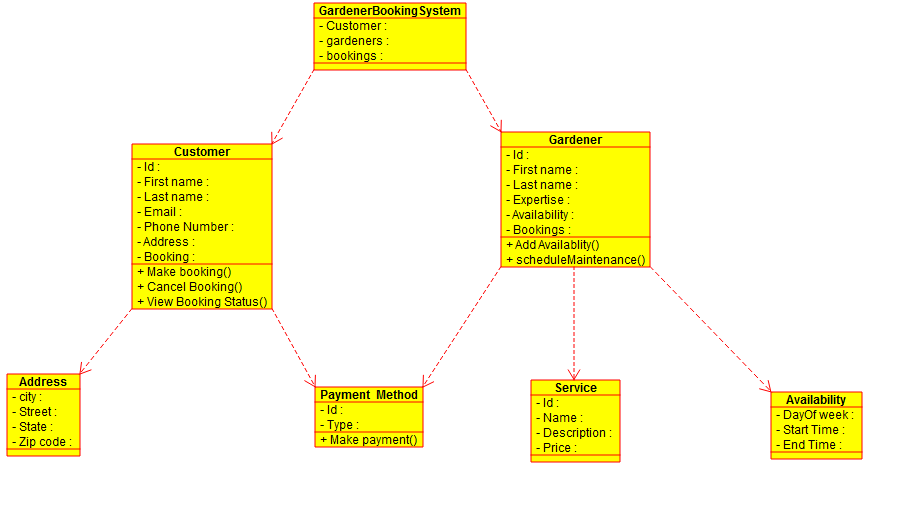 GardenerBookingSystem
- Customer :
- gardeners :
- bookings :
Customer
- Id :
- First name :
- Last name :
- Email :
- Phone Number :
- Address :
- Booking :
+ Make booking()
+ Cancel Booking()
+ View Booking Status()
Gardener
- Id :
- First name :
- Last name :
- Expertise :
- Availability :
- Bookings :
+ Add Availablity()
+ scheduleMaintenance()
Address
- city :
- Street :
- State :
- Zip code :
Payment Method
- Id :
- Type :
+ Make payment()
Service
- Id :
- Name :
- Description :
- Price :
Availability
- DayOf week :
- Start Time :
- End Time :